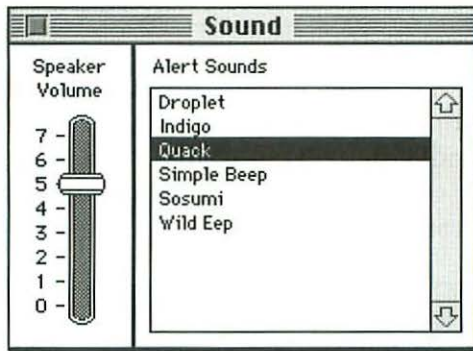 Sound
Speaker
Volume
7
6
5
4
3
2
1
0
Alert Sounds
Droplet
Indigo
Quack
Simple Beep
Sosumi
Wild Eep